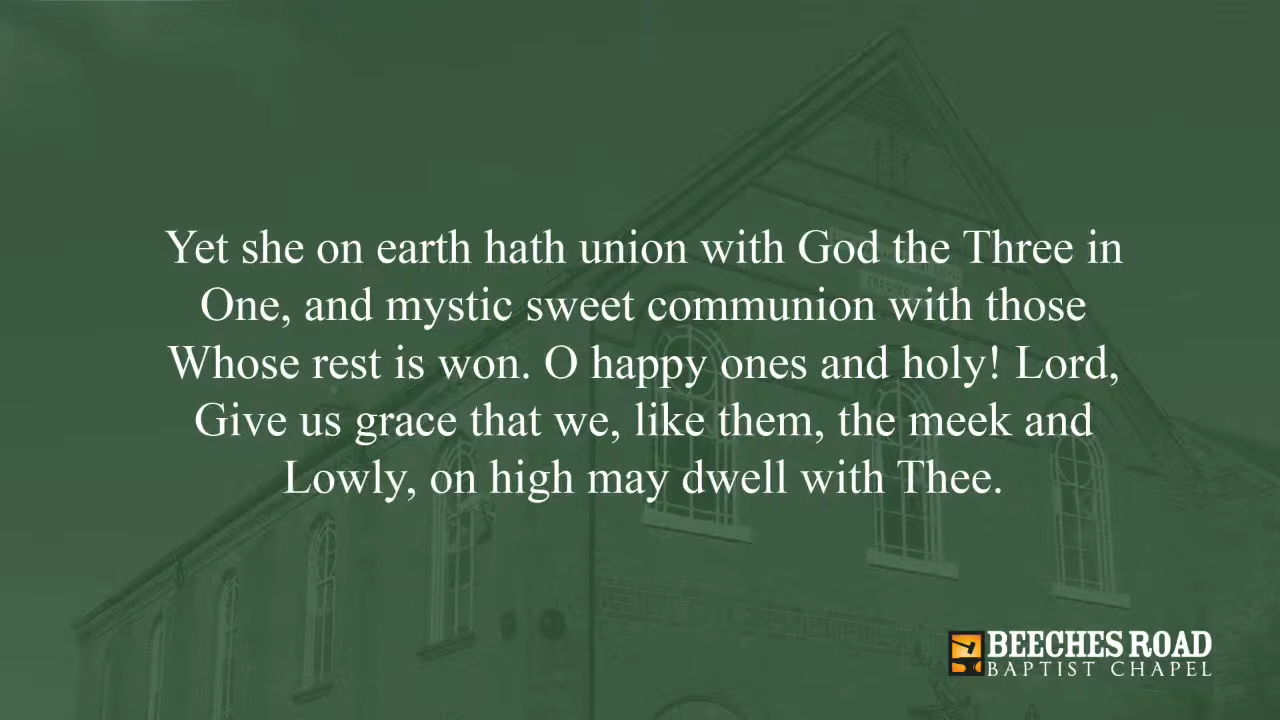 Yet she on earth hath union with God the Three in
One, and mystic sweet communion with those
Whose rest is won. O happy ones and holy! Lord,
Give us grace that we, like them, the meek and
Lowly, on high may dwell with Thee.
BEECHES ROAD
BAPTIST CHAPEL